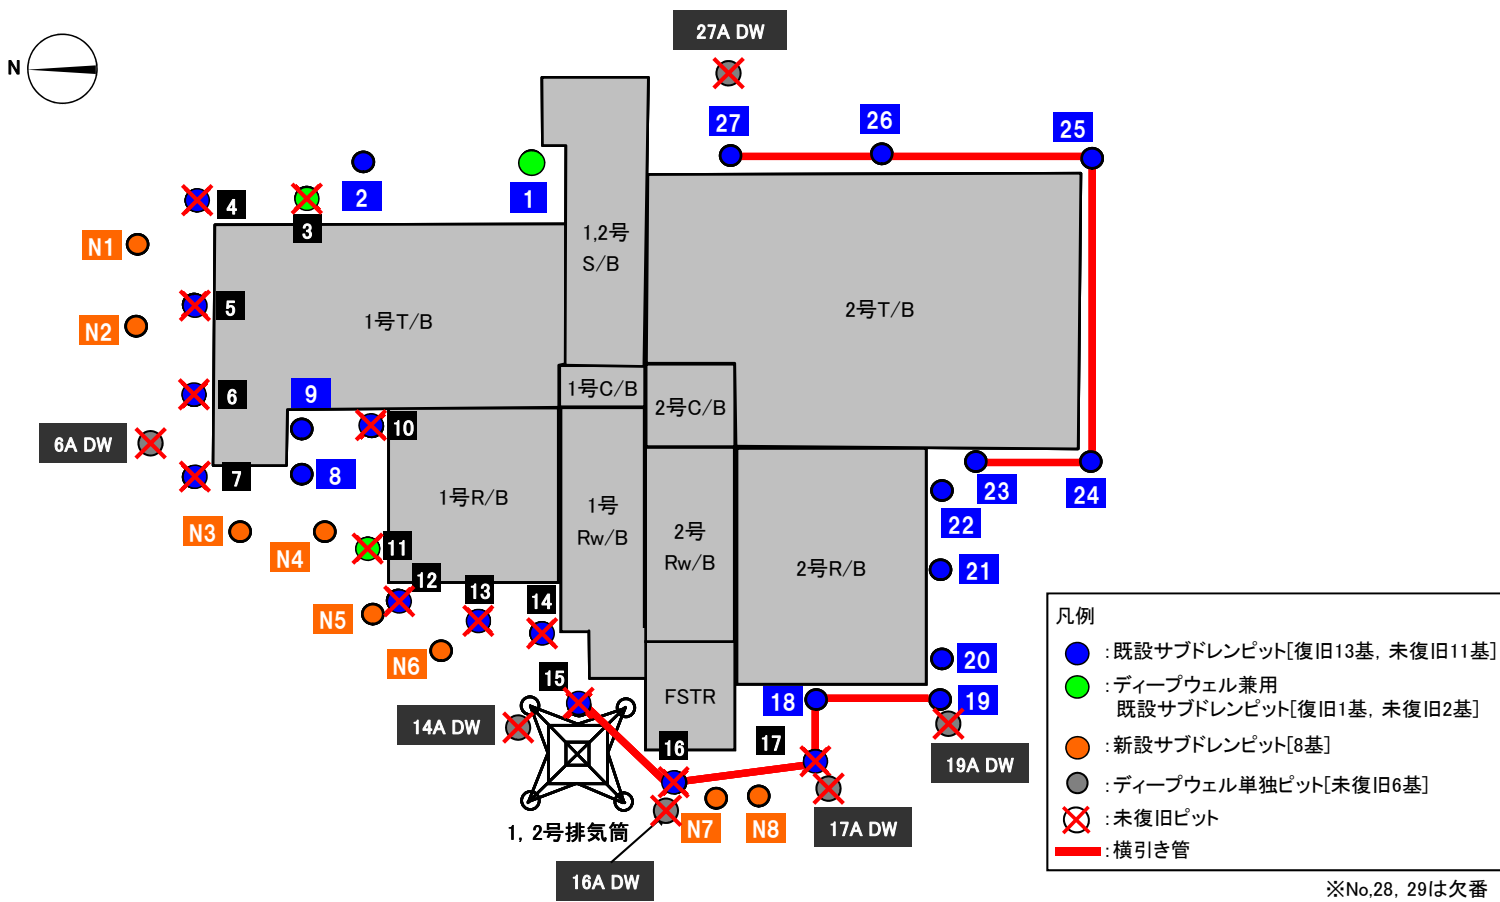 27A DW
N
27
26
25
2
1
4
3
N1
1,2号
S/B
5
N2
1号T/B
2号T/B
9
6
1号C/B
2号C/B
10
6A DW
7
8
1号R/B
23
24
22
1号
Rw/B
2号
Rw/B
N3
N4
11
2号R/B
21
12
13
14
N5
N6
20
15
FSTR
18
19
14A DW
16
17
19A DW
N7
N8
17A DW
1, 2号排気筒
16A DW
凡例
:既設サブドレンピット[復旧13基, 未復旧11基]
:ディープウェル兼用
既設サブドレンピット[復旧1基, 未復旧2基]
:新設サブドレンピット[8基]
:ディープウェル単独ピット[未復旧6基]
:未復旧ピット
:横引き管
※No,28, 29は欠番